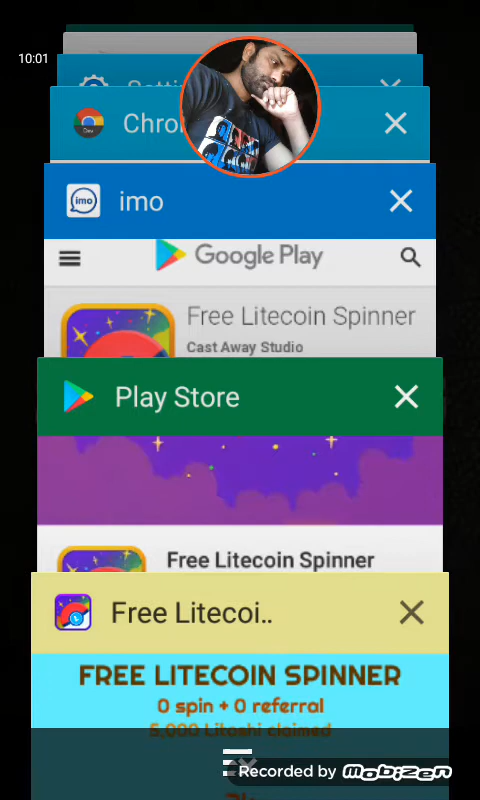 10:01
imo
imo
Google Play
Free Litecoin Spinner
Cast Away Studio
Play Store
Free Litecoin Spinner
Free Litecoi..
FREE LITECOIN SPINNER
0 spin + 0 referral
5,000 Litoshi claimed
Recorded by mobizen